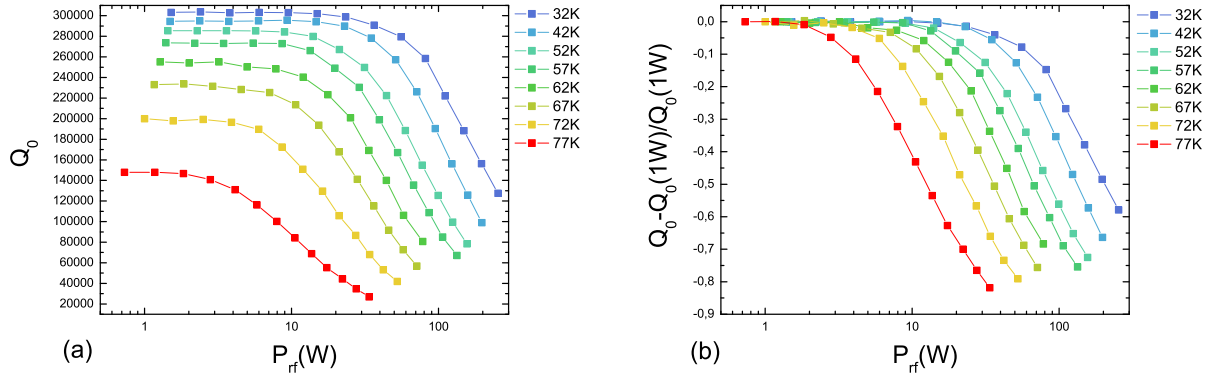 300000
280000
260000
240000
220000
200000
180000
160000
140000
120000
100000
80000
60000
40000
20000
Q₀
1
10
100
P_rf(W)
(a)
32K
42K
52K
57K
62K
67K
72K
77K
0,0
-0,1
-0,2
-0,3
-0,4
-0,5
-0,6
-0,7
-0,8
-0,9
Q₀-Q₀(1W)/Q₀(1W)
1
10
100
P_rf(W)
(b)
32K
42K
52K
57K
62K
67K
72K
77K